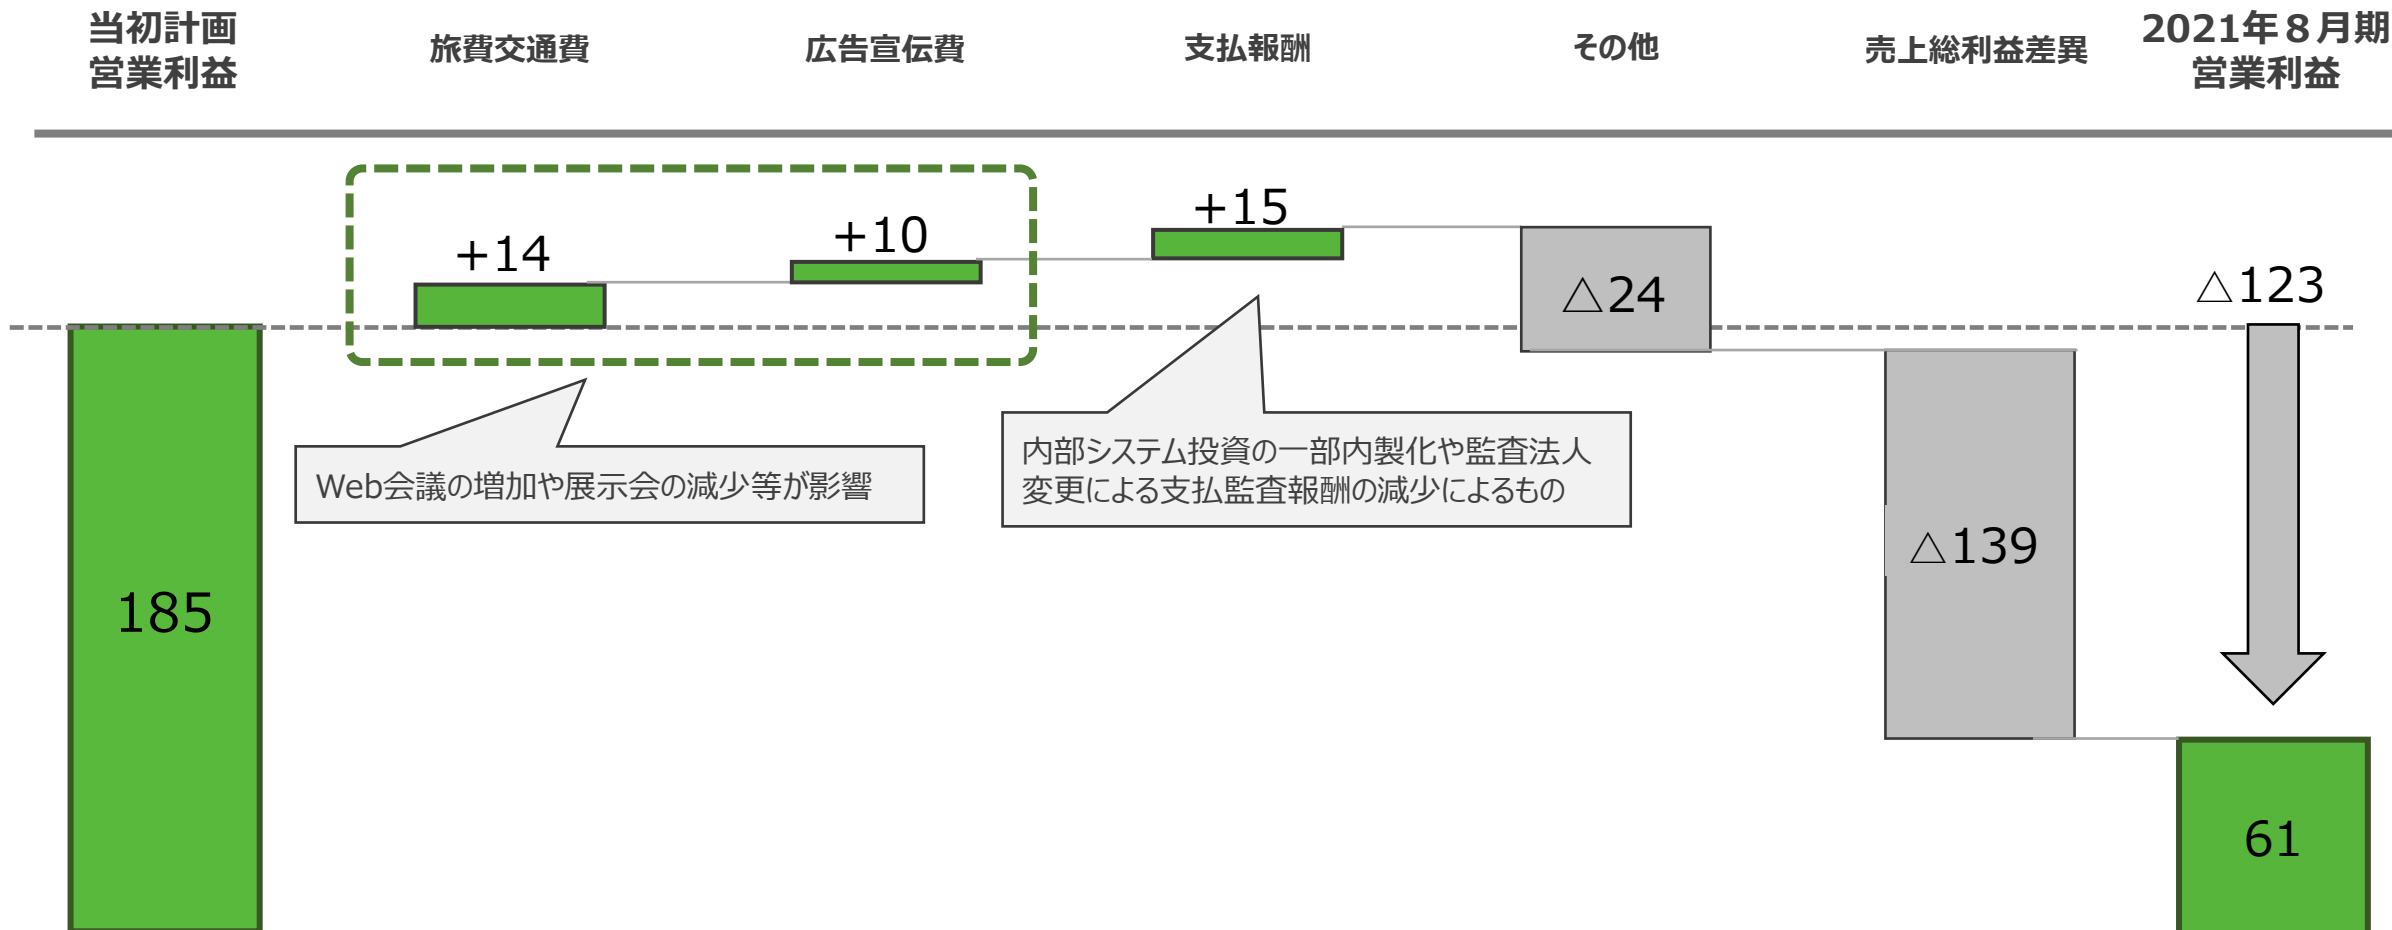 当初計画
営業利益
旅費交通費
広告宣伝費
支払報酬
その他
売上総利益差異
2021年８月期
営業利益
+14
+10
+15
△24
△123
Web会議の増加や展示会の減少等が影響
内部システム投資の一部内製化や監査法人
変更による支払監査報酬の減少によるもの
△139
185
61